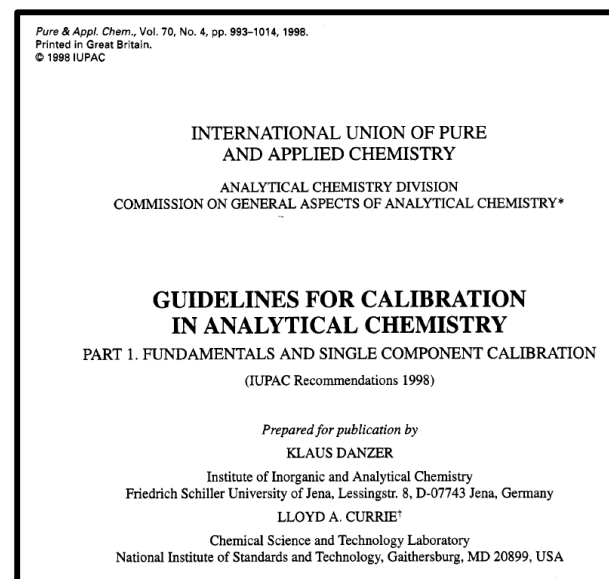 Pure & Appl. Chem., Vol. 70, No. 4, pp. 993–1014, 1998.
Printed in Great Britain.
© 1998 IUPAC
INTERNATIONAL UNION OF PURE
AND APPLIED CHEMISTRY
ANALYTICAL CHEMISTRY DIVISION
COMMISSION ON GENERAL ASPECTS OF ANALYTICAL CHEMISTRY*
GUIDELINES FOR CALIBRATION
IN ANALYTICAL CHEMISTRY
PART 1. FUNDAMENTALS AND SINGLE COMPONENT CALIBRATION
(IUPAC Recommendations 1998)
Prepared for publication by
KLAUS DANZER
Institute of Inorganic and Analytical Chemistry
Friedrich Schiller University of Jena, Lessingstr. 8, D-07743 Jena, Germany
LLOYD A. CURRIE†
Chemical Science and Technology Laboratory
National Institute of Standards and Technology, Gaithersburg, MD 20899, USA